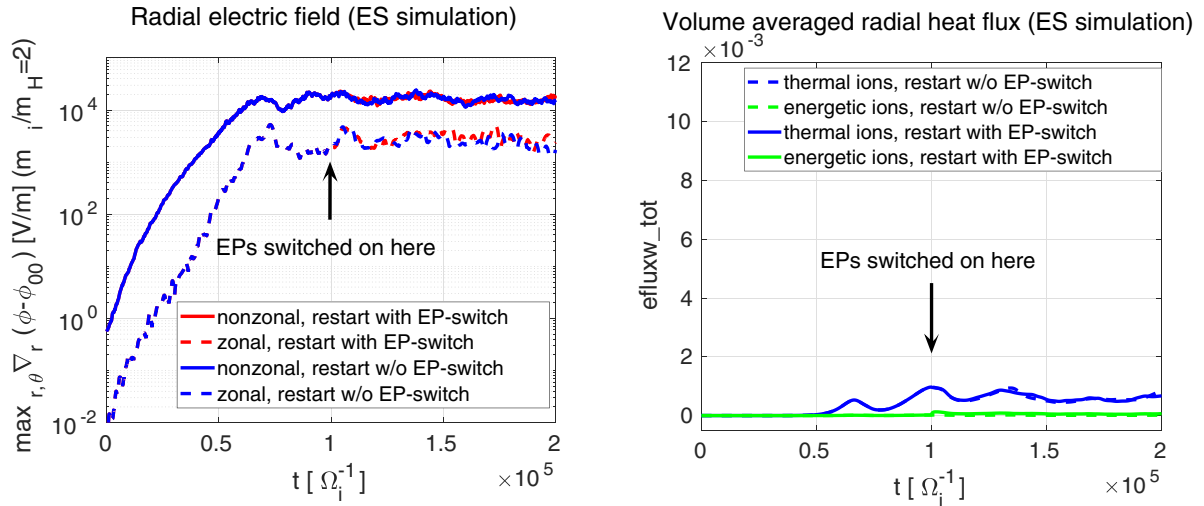 Radial electric field (ES simulation)
max r,θ ∇r (ϕ-ϕ00) [V/m] (m i/mH=2)
10^4
10^2
10^0
10^-2
EPs switched on here
nonzonal, restart with EP-switch
zonal, restart with EP-switch
nonzonal, restart w/o EP-switch
zonal, restart w/o EP-switch
0
0.5
1
1.5
2
×10^5
t [ Ωi^-1]
Volume averaged radial heat flux (ES simulation)
×10^-3
efluxw_tot
12
10
8
6
4
2
0
thermal ions, restart w/o EP-switch
energetic ions, restart w/o EP-switch
thermal ions, restart with EP-switch
energetic ions, restart with EP-switch
EPs switched on here
0
0.5
1
1.5
2
×10^5
t [ Ωi^-1]